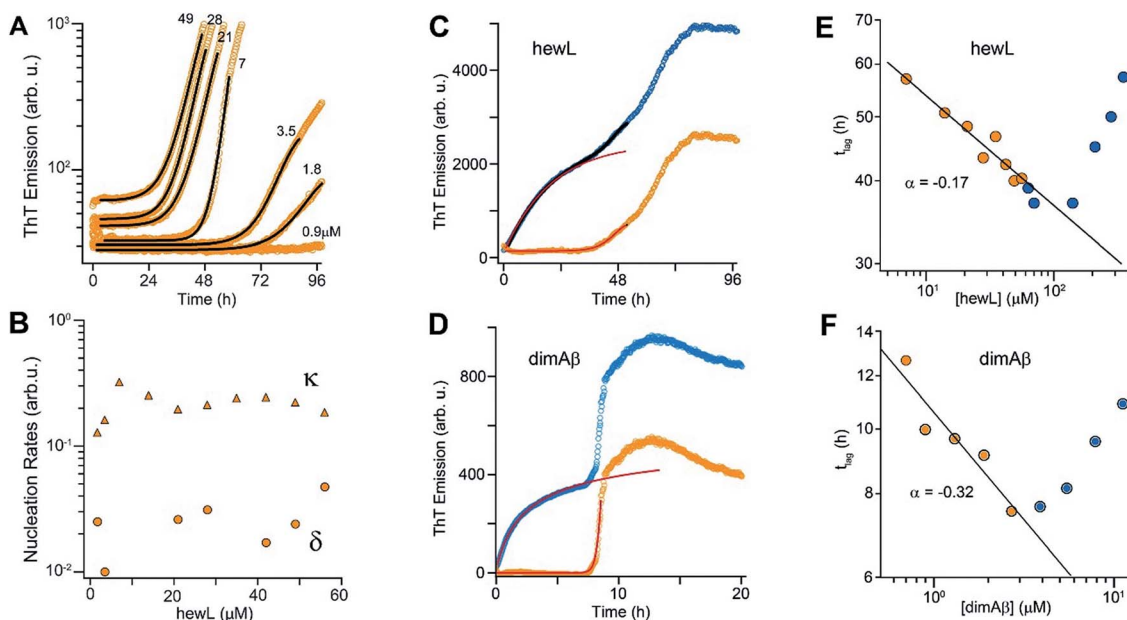 A
ThT Emission (arb. u.)
10³
10²
49
28
21
7
3.5
1.8
0.9μM
0
24
48
72
96
Time (h)
B
Nucleation Rates (arb.u.)
10⁰
10⁻¹
10⁻²
κ
δ
0
20
40
60
hewL (μM)
C
hewL
ThT Emission (arb. u.)
4000
2000
0
0
48
96
Time (h)
D
dimAβ
ThT Emission (arb. u.)
800
400
0
0
10
20
Time (h)
E
hewL
t_lag (h)
50
40
30
α = -0.17
10¹
10²
[hewL] (μM)
F
dimAβ
t_lag (h)
14
12
10
8
6
α = -0.32
10⁰
10¹
[dimAβ] (μM)